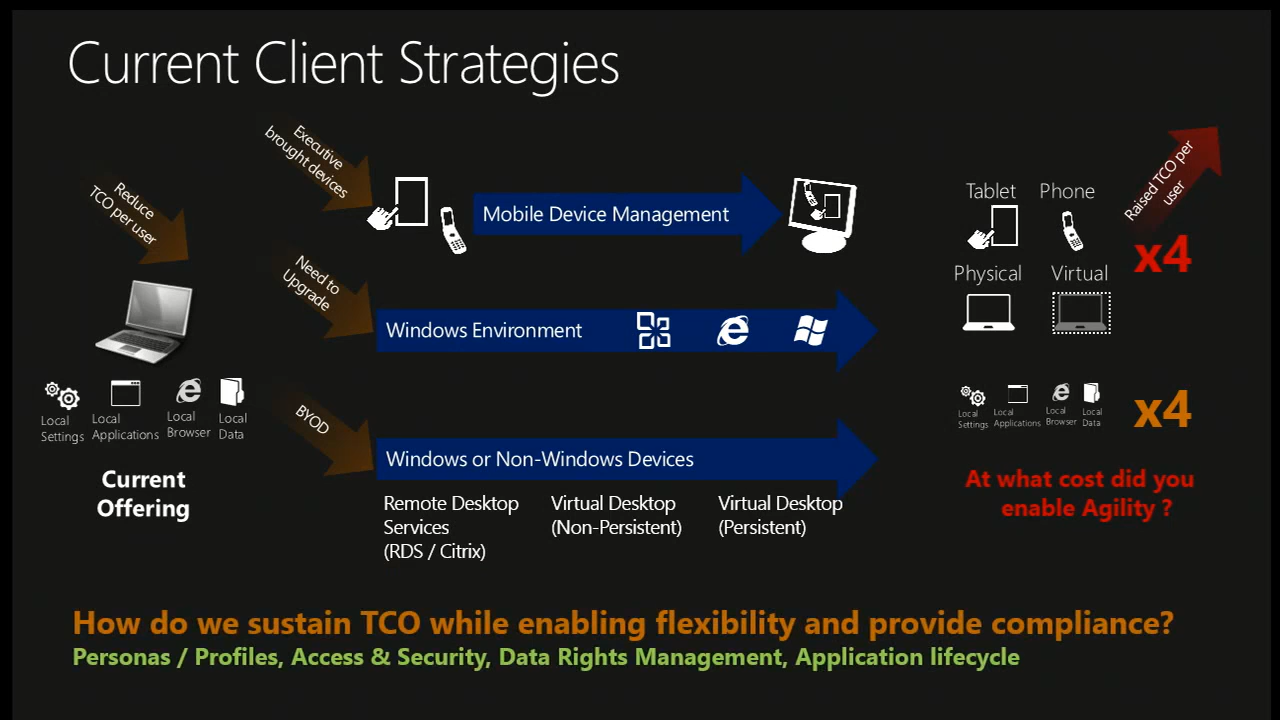 Current Client Strategies
Executive
brought devices
Reduce
TCO per user
Mobile Device Management
Tablet
Phone
Raised TCO per
user
x4
Physical
Virtual
Need to
Upgrade
Windows Environment
Local
Settings
Local
Applications
Local
Browser
Local
Data
BYOD
Local
Settings
Local
Applications
Local
Browser
Local
Data
x4
Current
Offering
Windows or Non-Windows Devices
Remote Desktop
Services
(RDS / Citrix)
Virtual Desktop
(Non-Persistent)
Virtual Desktop
(Persistent)
At what cost did you
enable Agility ?
How do we sustain TCO while enabling flexibility and provide compliance?
Personas / Profiles, Access & Security, Data Rights Management, Application lifecycle